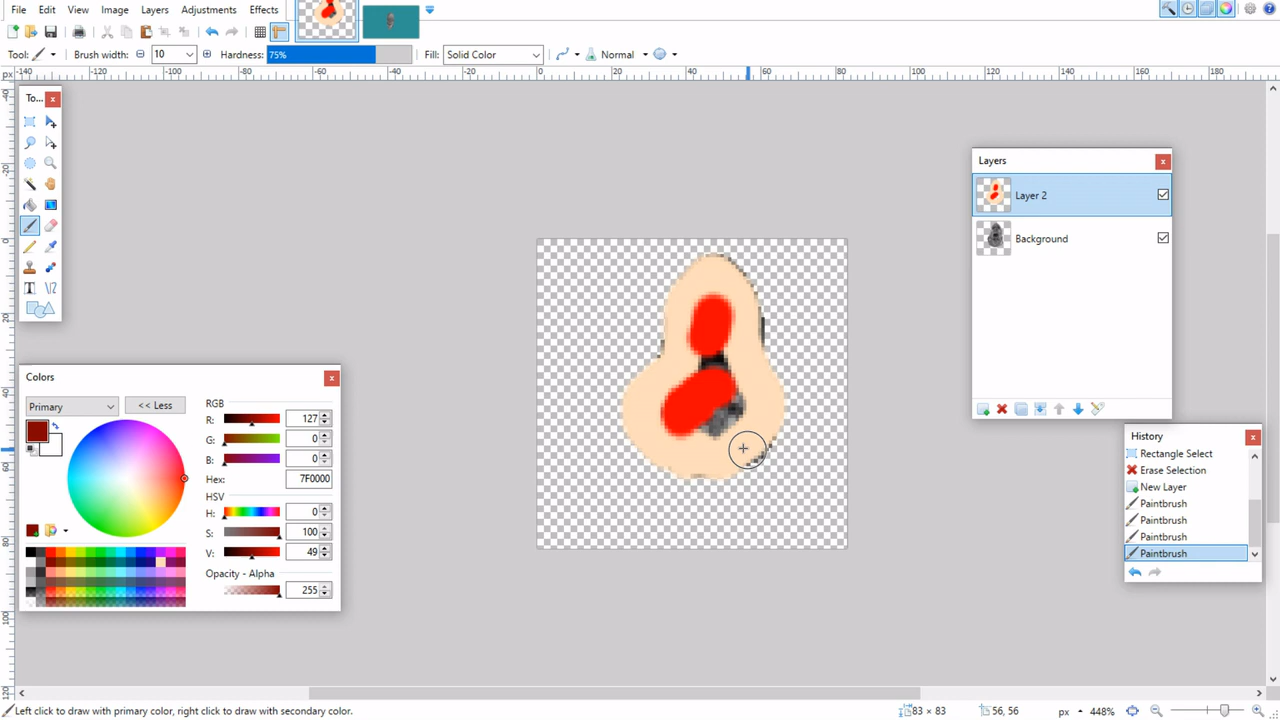 File Edit View Image Layers Adjustments Effects
Tool: Brush width: 10 Hardness: 75% Fill: Solid Color Normal
px -140 -120 -100 -80 -60 -40 -20 0 20 40 60 80 100 120 140 160 180
To... x
Layers x
Layer 2
Background
Colors x
Primary << Less
RGB
R: 127
G: 0
B: 0
Hex: 7F0000
HSV
H: 0
S: 100
V: 49
Opacity - Alpha
255
History x
Rectangle Select
Erase Selection
New Layer
Paintbrush
Paintbrush
Paintbrush
Paintbrush
Left click to draw with primary color, right click to draw with secondary color. 83 × 83 56, 56 px 448%